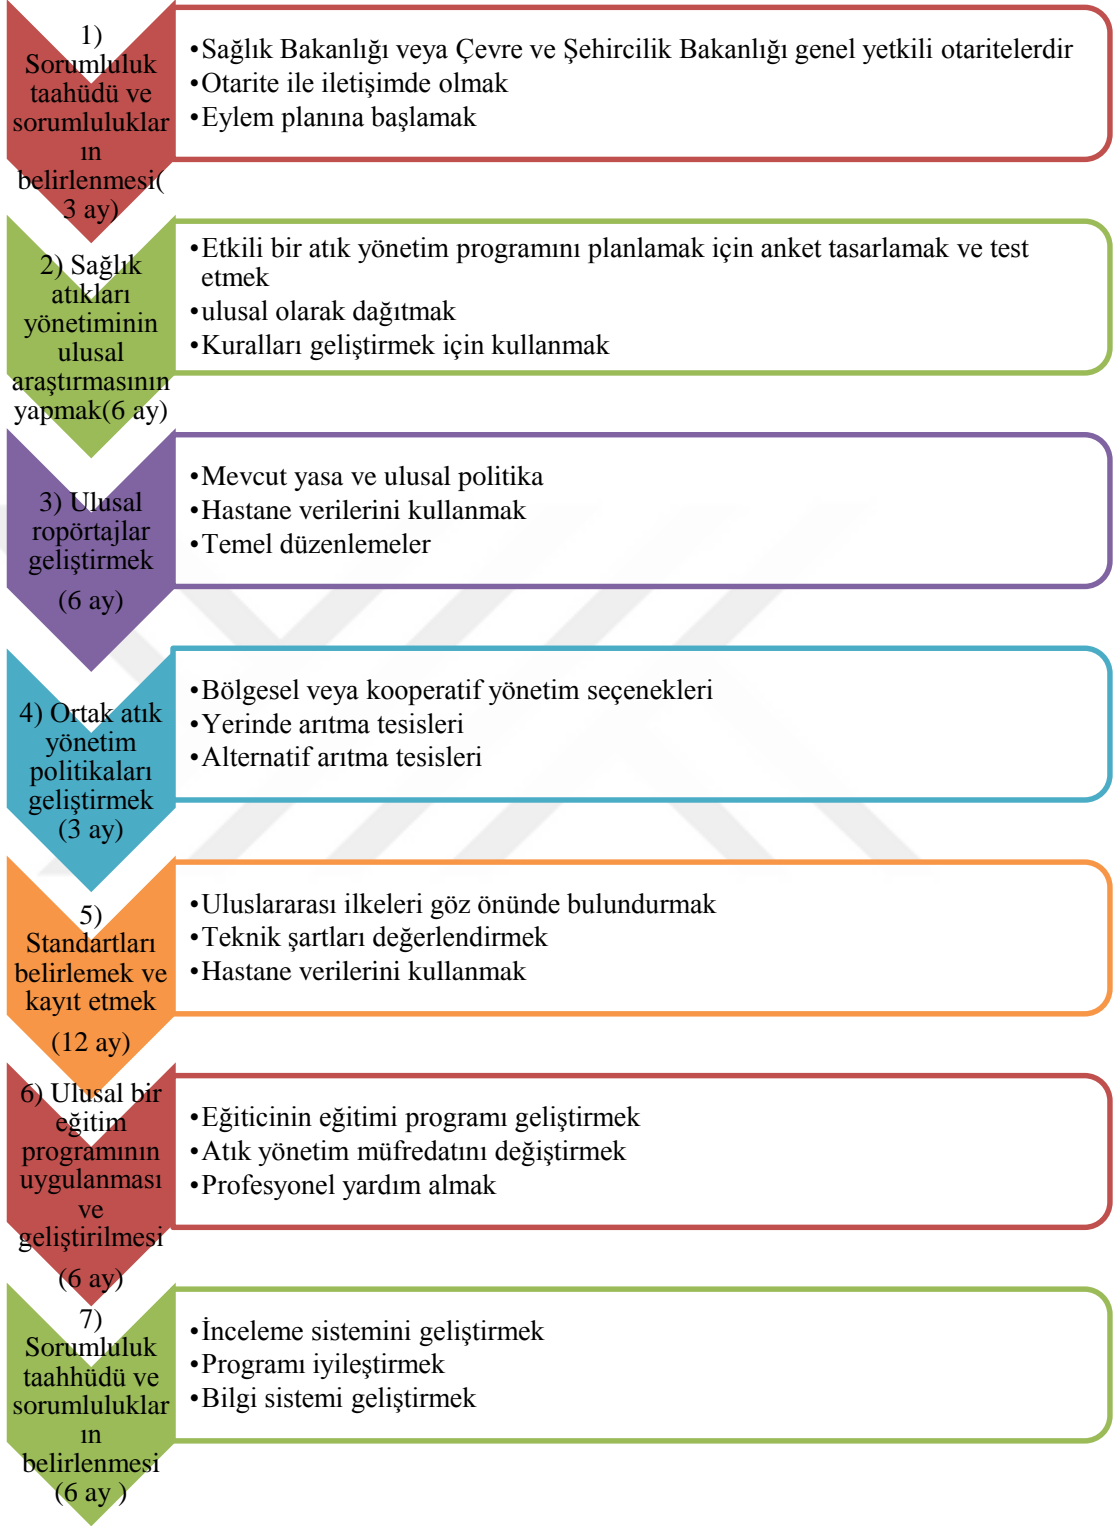 1)
Sorumluluk
taahüdü ve
sorumluluklar
ın
belirlenmesi(
3 ay)
•Sağlık Bakanlığı veya Çevre ve Şehircilik Bakanlığı genel yetkili otaritelerdir
•Otarite ile iletişimde olmak
•Eylem planına başlamak
2) Sağlık
atıkları
yönetiminin
ulusal
araştırmasının
yapmak(6 ay)
•Etkili bir atık yönetim programını planlamak için anket tasarlamak ve test
etmek
•ulusal olarak dağıtmak
•Kuralları geliştirmek için kullanmak
3) Ulusal
ropörtajlar
geliştirmek
(6 ay)
•Mevcut yasa ve ulusal politika
•Hastane verilerini kullanmak
•Temel düzenlemeler
4) Ortak atık
yönetim
politikaları
geliştirmek
(3 ay)
•Bölgesel veya kooperatif yönetim seçenekleri
•Yerinde arıtma tesisleri
•Alternatif arıtma tesisleri
5)
Standartları
belirlemek ve
kayıt etmek
(12 ay)
•Uluslararası ilkeleri göz önünde bulundurmak
•Teknik şartları değerlendirmek
•Hastane verilerini kullanmak
6) Ulusal bir
eğitim
programının
uygulanması
ve
geliştirilmesi
(6 ay)
•Eğiticinin eğitimi programı geliştirmek
•Atık yönetim müfredatını değiştirmek
•Profesyonel yardım almak
7)
Sorumluluk
taahhüdü ve
sorumluluklar
ın
belirlenmesi
(6 ay )
•İnceleme sistemini geliştirmek
•Programı iyileştirmek
•Bilgi sistemi geliştirmek